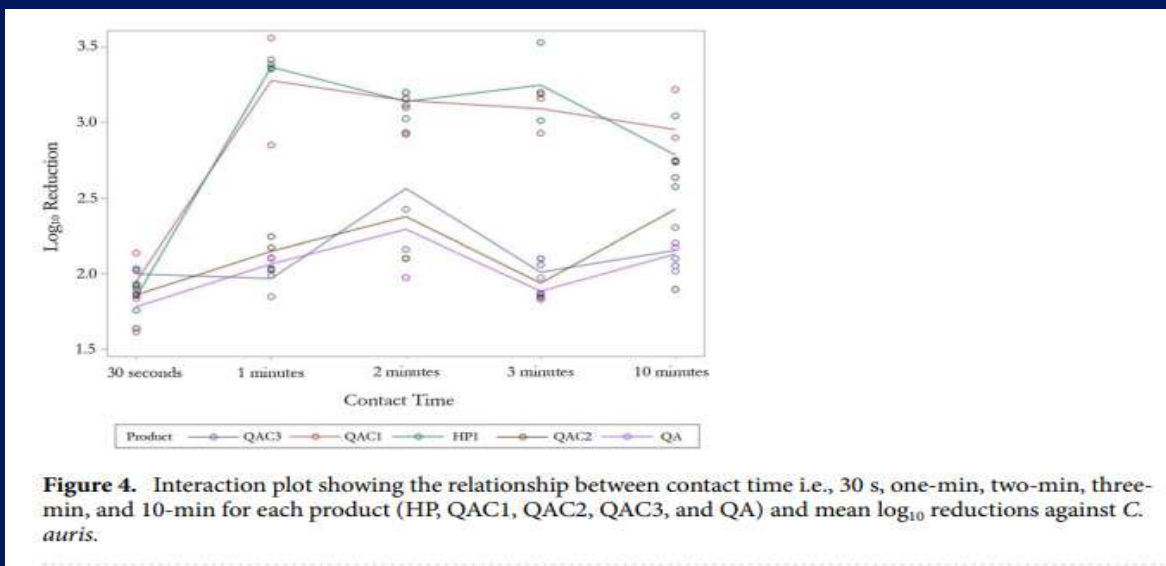 3.5
3.0
2.5
2.0
1.5
Log₁₀ Reduction
30 seconds 1 minutes 2 minutes 3 minutes 10 minutes
Contact Time
Product QAC3 QAC1 HP1 QAC2 QA
Figure 4. Interaction plot showing the relationship between contact time i.e., 30 s, one-min, two-min, three-
min, and 10-min for each product (HP, QAC1, QAC2, QAC3, and QA) and mean log₁₀ reductions against C.
auris.